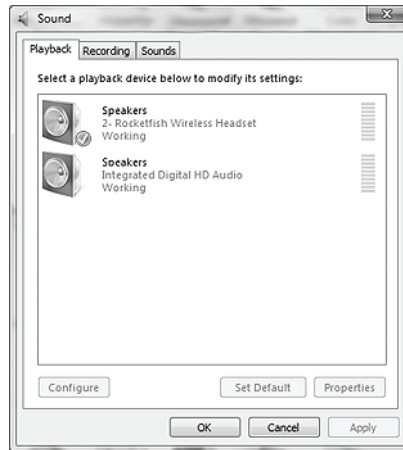 Sound
Playback Recording Sounds
Select a playback device below to modify its settings:
Speakers
2- Rocketfish Wireless Headset
Working
Speakers
Integrated Digital HD Audio
Working
Configure Set Default Properties
OK Cancel Apply